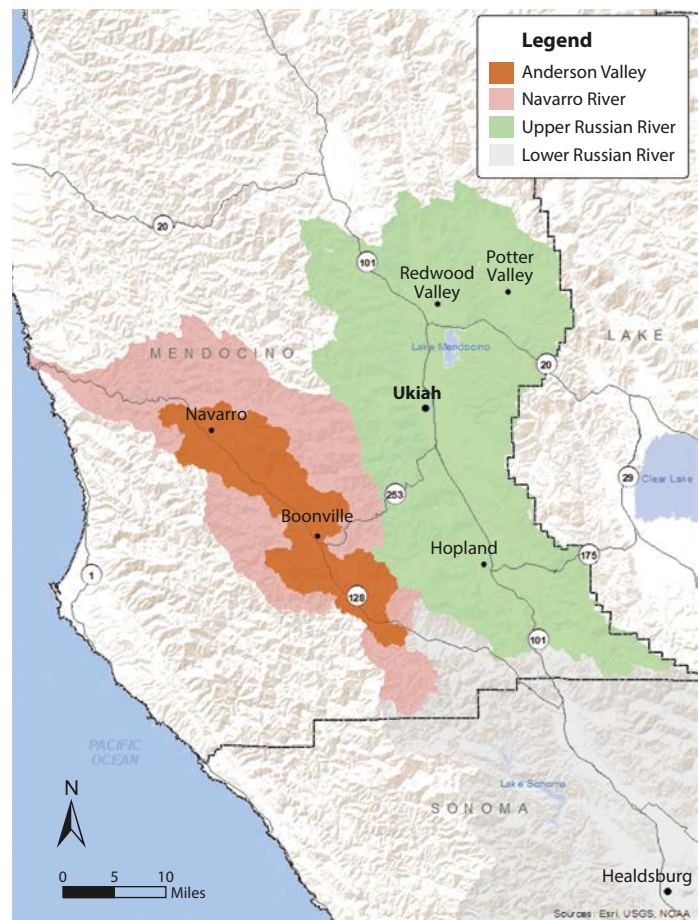 Legend
Anderson Valley
Navarro River
Upper Russian River
Lower Russian River
20
101
Redwood
Valley
Potter
Valley
MENDOCINO
Lake Mendocino
LAKE
20
Ukiah
Navarro
29
Clear Lake
253
Boonville
Hopland
175
1
128
101
PACIFIC
OCEAN
Lake Sonoma
N
SONOMA
0 5 10
Miles
Healdsburg
Sources: Esri, USGS, NOAA